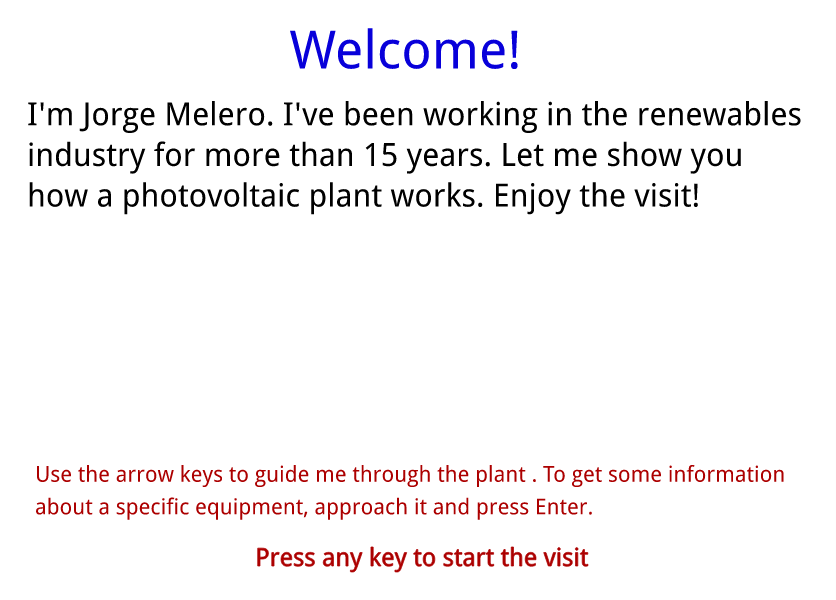 Welcome!
I'm Jorge Melero. I've been working in the renewables
industry for more than 15 years. Let me show you
how a photovoltaic plant works. Enjoy the visit!
Use the arrow keys to guide me through the plant . To get some information
about a specific equipment, approach it and press Enter.
Press any key to start the visit